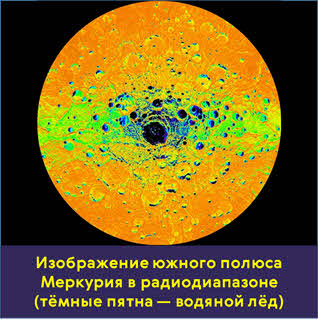 Изображение южного полюса
Меркурия в радиодиапазоне
(тёмные пятна — водяной лёд)